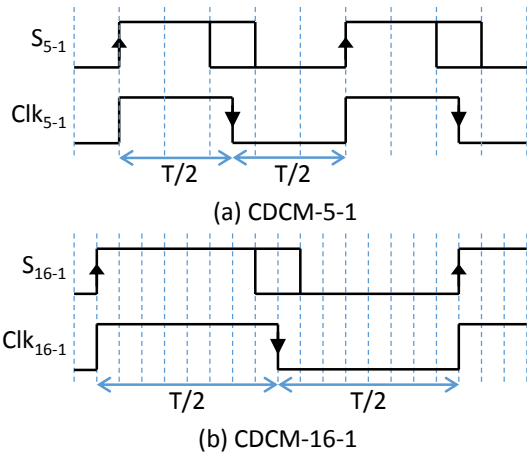 S5-1
Clk5-1
T/2 T/2
(a) CDCM-5-1
S16-1
Clk16-1
T/2 T/2
(b) CDCM-16-1